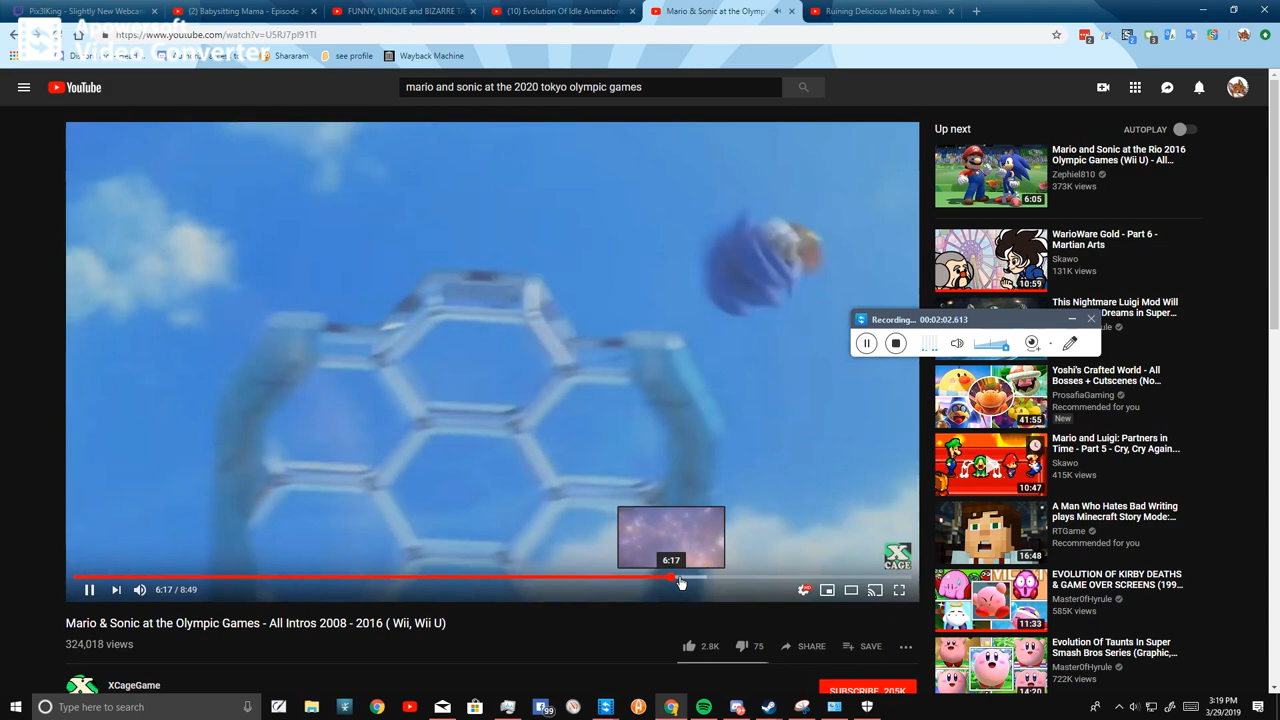 Pix3lKing - Slightly New Webcam
(2) Babysitting Mama - Episode
FUNNY, UNIQUE and BIZARRE T
(10) Evolution Of Idle Animation
Mario & Sonic at the Olymp
Ruining Delicious Meals by mak
Apowersoft
Video Converter
https://www.youtube.com/watch?v=U5RJ7pI91TI
Shararam
see profile
Wayback Machine
YouTube
mario and sonic at the 2020 tokyo olympic games
Up next
AUTOPLAY
Mario and Sonic at the Rio 2016
Olympic Games (Wii U) - All...
Zephiel810
373K views
6:05
WarioWare Gold - Part 6 -
Martial Arts
Skawo
131K views
10:59
This Nightmare Luigi Mod Will
Dreams in Super...
Recording... 00:02:02.613
Yoshi's Crafted World - All
Bosses + Cutscenes (No...
ProsafiaGaming
Recommended for you
New
41:55
Mario and Luigi: Partners in
Time - Part 5 - Cry, Cry Again...
Skawo
415K views
10:47
A Man Who Hates Bad Writing
plays Minecraft Story Mode:...
RTGame
Recommended for you
16:48
EVOLUTION OF KIRBY DEATHS
& GAME OVER SCREENS (199...
Master0fHyrule
585K views
11:33
Evolution Of Taunts In Super
Smash Bros Series (Graphic,...
Master0fHyrule
722K views
14:20
6:17
X
CAGE
6:17 / 8:49
HD
Mario & Sonic at the Olympic Games - All Intros 2008 - 2016 ( Wii, Wii U)
324,018 views
2.8K
75
SHARE
SAVE
XCageGame
SUBSCRIBE 205K
Type here to search
99
3:19 PM
3/29/2019